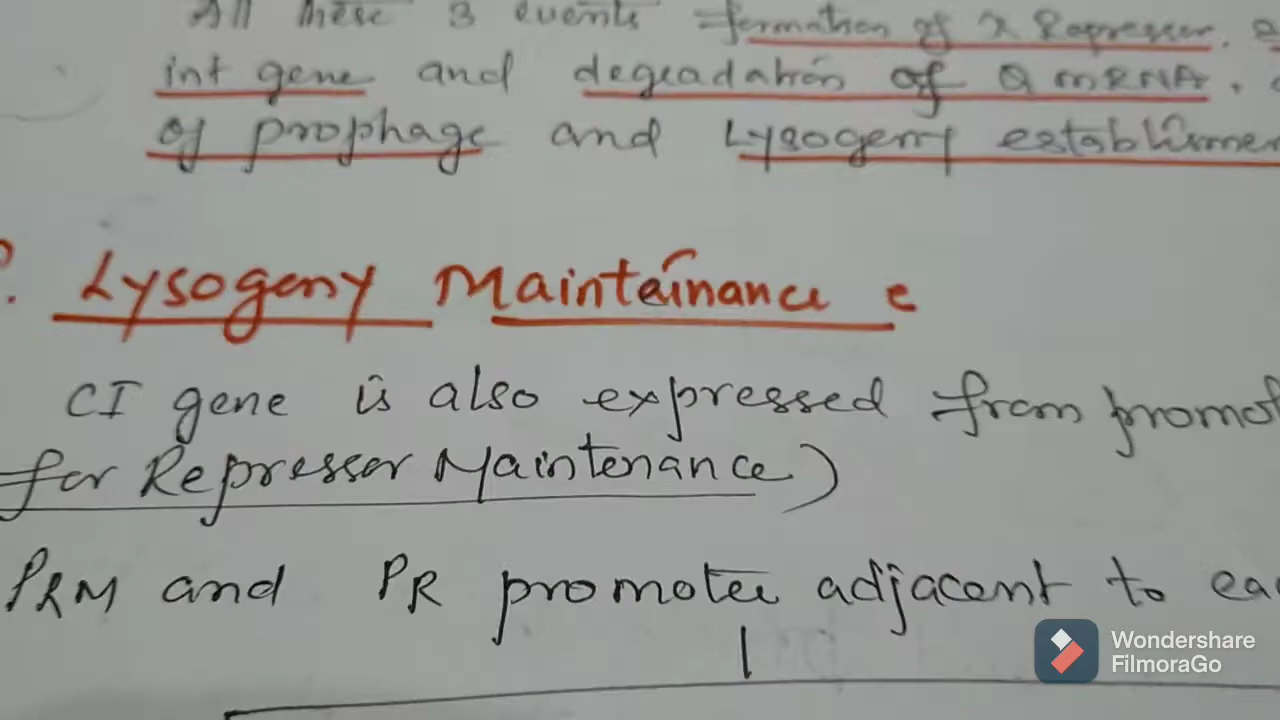 All these 3 events formation of λ Repressor.
int gene and degradation of Q mRNA.
of prophage and Lysogeny establishmen
Lysogeny Mainteinance
CI gene is also expressed from promot
for Repressor Maintenance)
PRM and PR promoter adjacent to ea
Wondershare
FilmoraGo